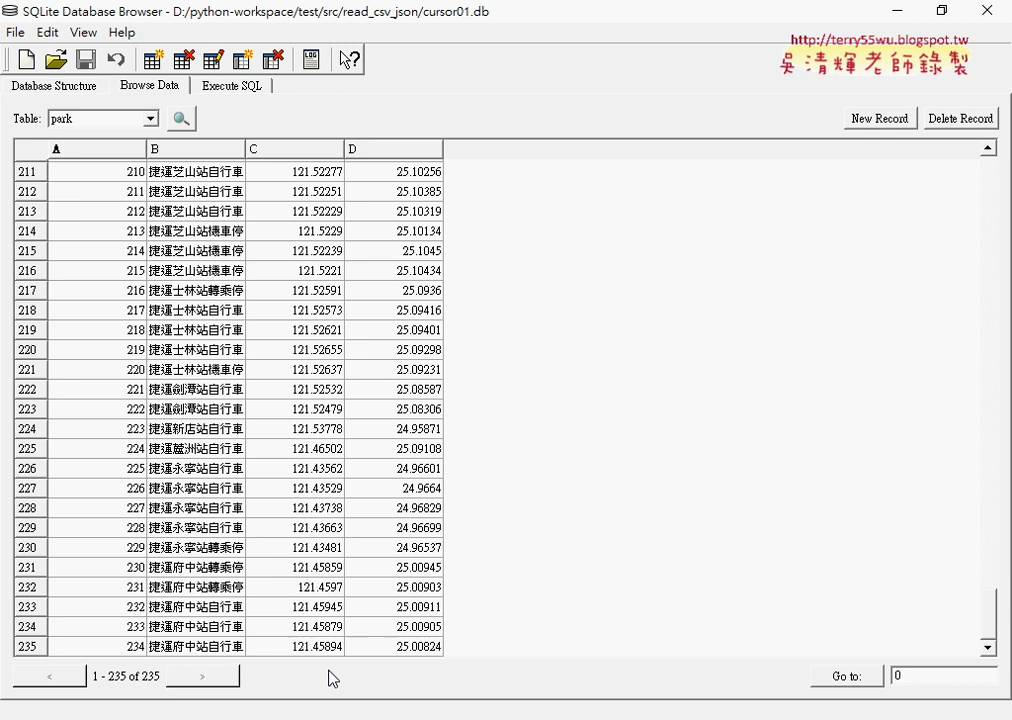 SQLite Database Browser - D:/python-workspace/test/src/read_csv_json/cursor01.db
File Edit View Help
http://terry55wu.blogspot.tw
吳清輝老師錄製
LOG
Database Structure Browse Data Execute SQL
Table: park New Record Delete Record
A B C D
211 210 捷運芝山站自行車 121.52277 25.10256
212 211 捷運芝山站自行車 121.52251 25.10385
213 212 捷運芝山站自行車 121.52229 25.10319
214 213 捷運芝山站機車停 121.5229 25.10134
215 214 捷運芝山站機車停 121.52239 25.1045
216 215 捷運芝山站機車停 121.5221 25.10434
217 216 捷運士林站轉乘停 121.52591 25.0936
218 217 捷運士林站自行車 121.52573 25.09416
219 218 捷運士林站自行車 121.52621 25.09401
220 219 捷運士林站自行車 121.52655 25.09298
221 220 捷運士林站機車停 121.52637 25.09231
222 221 捷運劍潭站自行車 121.52532 25.08587
223 222 捷運劍潭站自行車 121.52479 25.08306
224 223 捷運新店站自行車 121.53778 24.95871
225 224 捷運蘆洲站自行車 121.46502 25.09108
226 225 捷運永寧站自行車 121.43562 24.96601
227 226 捷運永寧站自行車 121.43529 24.9664
228 227 捷運永寧站自行車 121.43738 24.96829
229 228 捷運永寧站自行車 121.43663 24.96699
230 229 捷運永寧站轉乘停 121.43481 24.96537
231 230 捷運府中站轉乘停 121.45859 25.00945
232 231 捷運府中站轉乘停 121.4597 25.00903
233 232 捷運府中站自行車 121.45945 25.00911
234 233 捷運府中站自行車 121.45879 25.00905
235 234 捷運府中站自行車 121.45894 25.00824
< 1 - 235 of 235 > Go to: 0